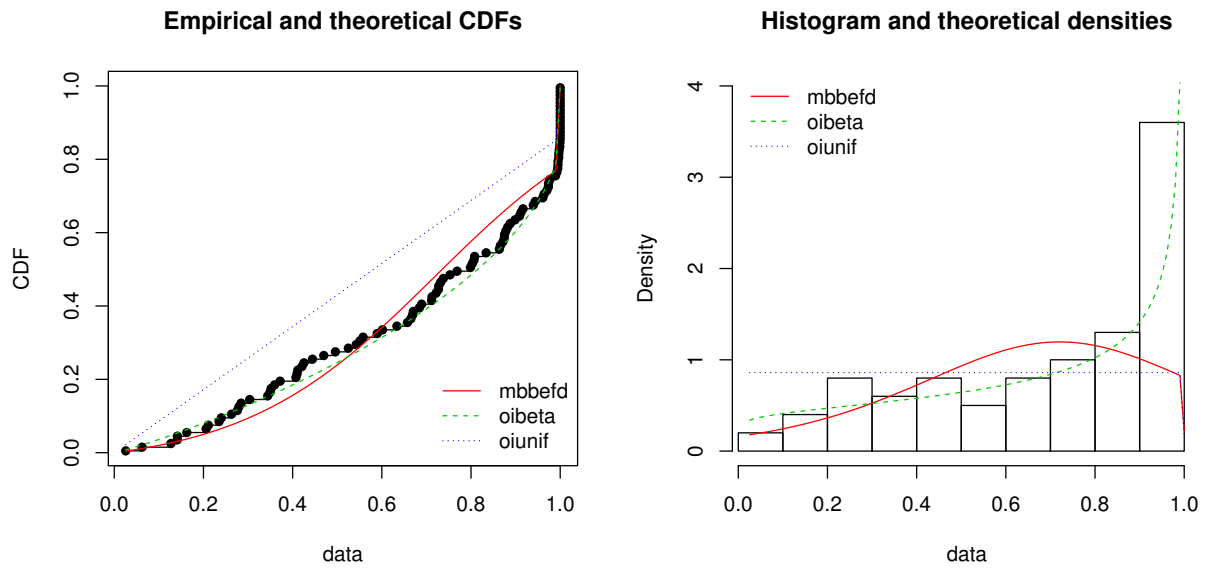 Empirical and theoretical CDFs
CDF
1.0
0.8
0.6
0.4
0.2
0.0
mbbefd
oibeta
oiunif
0.0 0.2 0.4 0.6 0.8 1.0
data
Histogram and theoretical densities
Density
4
3
2
1
0
mbbefd
oibeta
oiunif
0.0 0.2 0.4 0.6 0.8 1.0
data